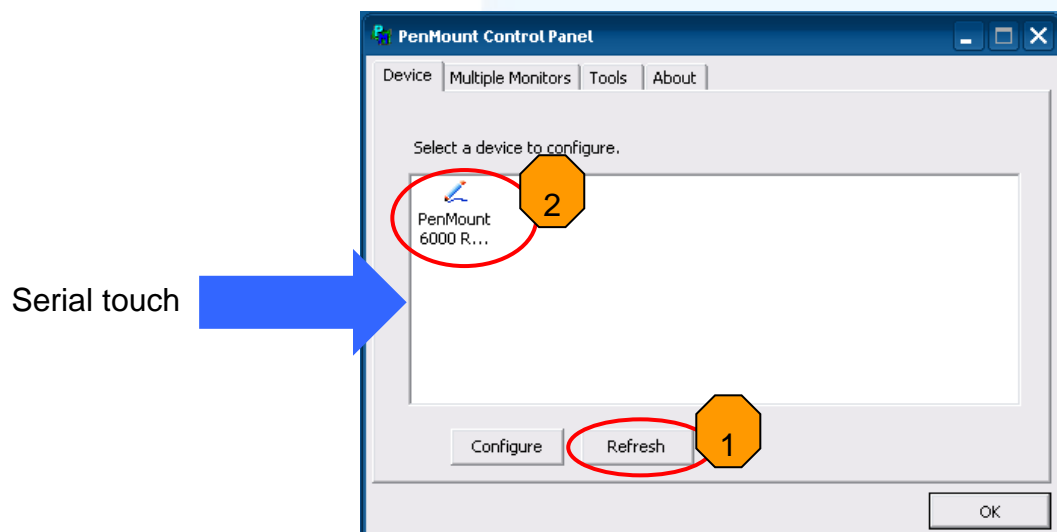 PenMount Control Panel
Device Multiple Monitors Tools About
Select a device to configure.
2
PenMount
6000 R...
Serial touch
Configure Refresh 1
OK